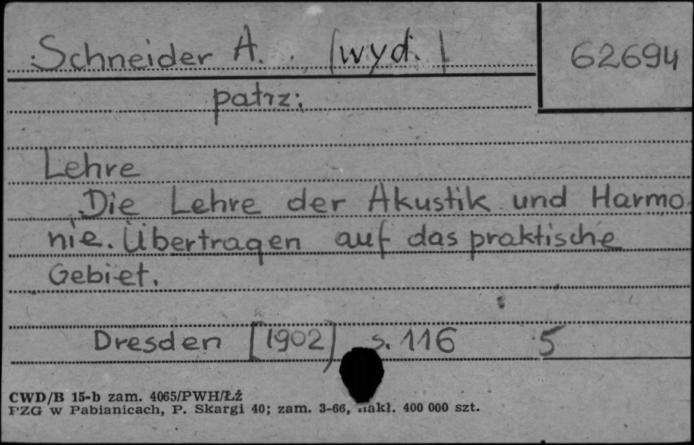 Schneider A. [wyd.] 62694
patrz:
Lehre
Die Lehre der Akustik und Harmo-
nie. Übertragen auf das praktische
Gebiet.
Dresden [1902] s. 116 5
CWD/B 15-b zam. 4065/PWH/Łź
PZG w Pabianicach, P. Skargi 40; zam. 3-66, nakł. 400 000 szt.